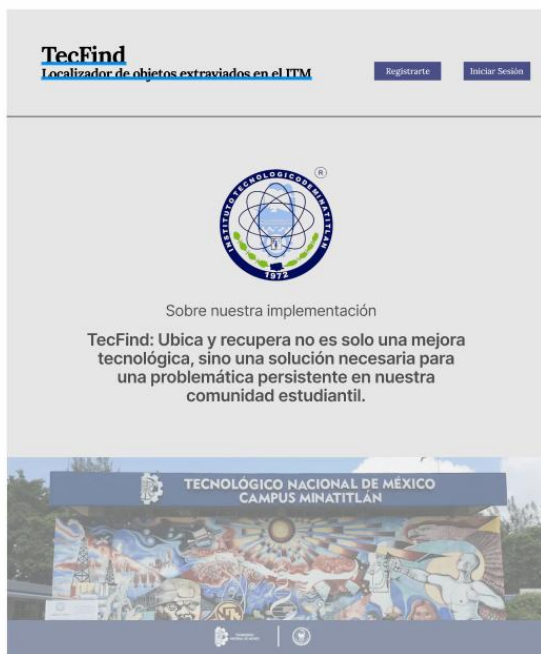 TecFind
Localizador de objetos extraviados en el ITM
Registrarte
Iniciar Sesión
®
INSTITUTO TECNOLOGICO DE MINATITLAN
1972
Sobre nuestra implementación
TecFind: Ubica y recupera no es solo una mejora
tecnológica, sino una solución necesaria para
una problemática persistente en nuestra
comunidad estudiantil.
TECNOLÓGICO NACIONAL DE MÉXICO
CAMPUS MINATITLÁN